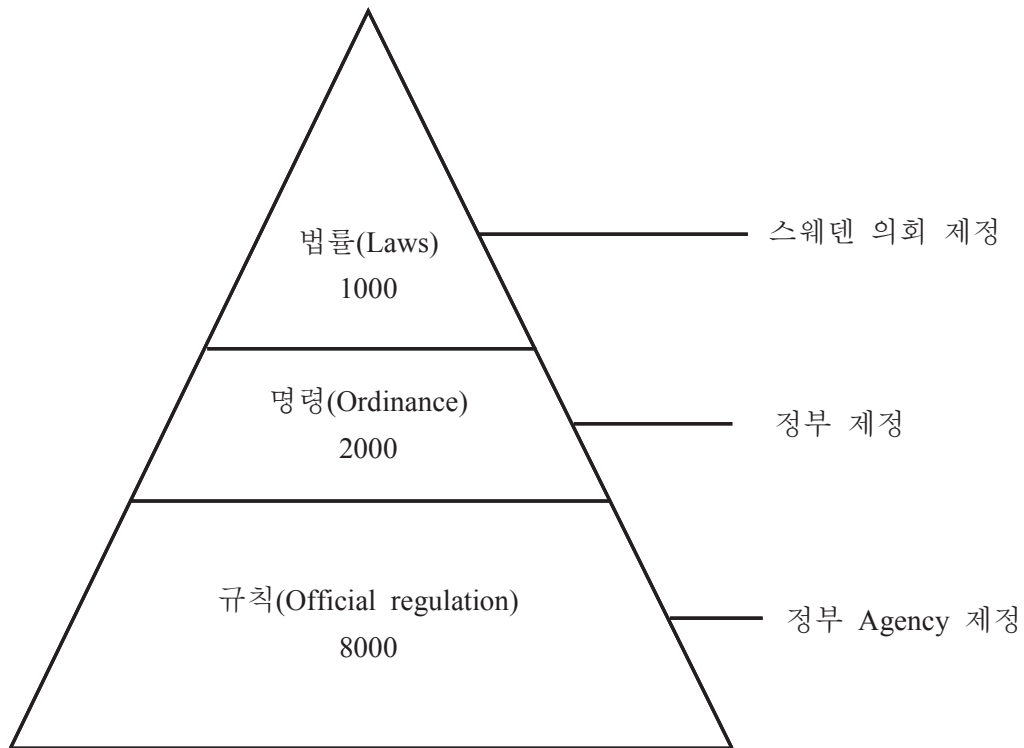 법률(Laws)
1000
스웨덴 의회 제정
명령(Ordinance)
2000
정부 제정
규칙(Official regulation)
8000
정부 Agency 제정